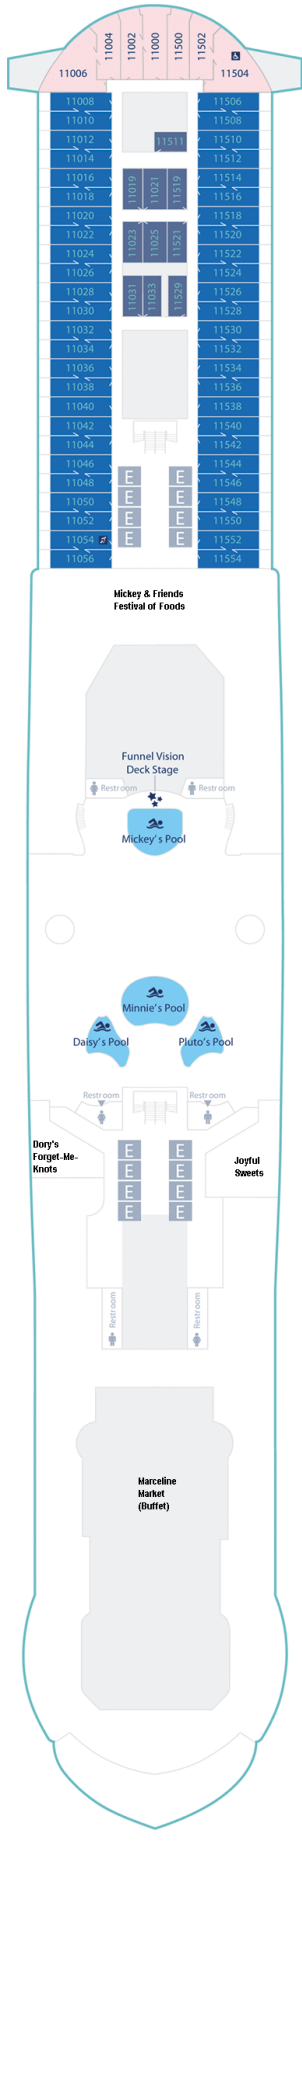 11004
11002
11000
11500
11502
11006
11504
11008
11506
11010
11508
11012
11511
11510
11014
11512
11016
11019
11021
11519
11514
11018
11516
11020
11518
11022
11023
11025
11521
11520
11024
11522
11026
11524
11028
11031
11033
11529
11526
11030
11528
11032
11530
11034
11532
11036
11534
11038
11536
11040
11538
11042
11540
11044
11542
11046
11544
11048
E
E
11546
11050
E
E
11548
11052
E
E
11550
11054
E
E
11552
11056
11554
Mickey & Friends
Festival of Foods
Funnel Vision
Deck Stage
Restroom
Restroom
Mickey's Pool
Minnie's Pool
Daisy's Pool
Pluto's Pool
Restroom
Restroom
Dory's
Forget-Me-
Knots
Joyful
Sweets
E
E
E
E
E
E
E
E
Restroom
Restroom
Marceline
Market
(Buffet)